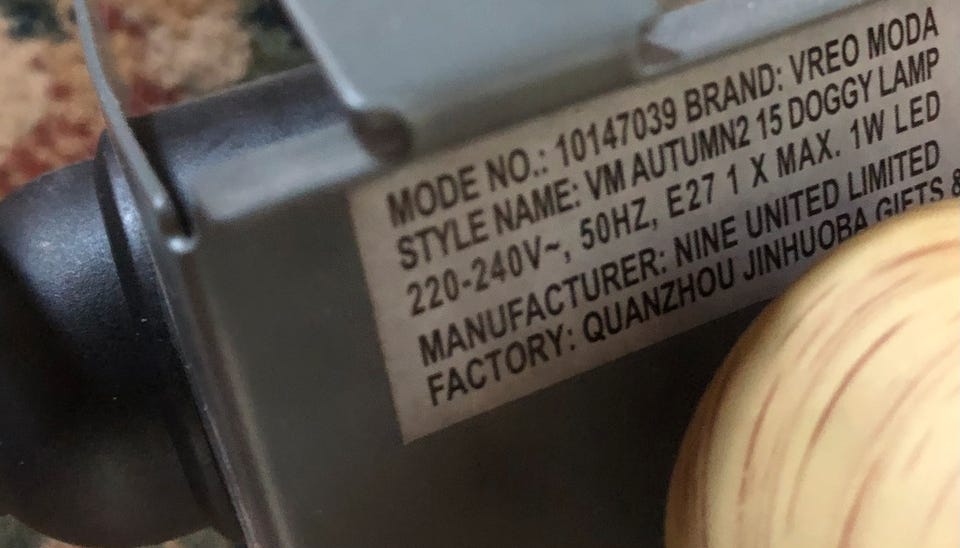 MODE NO.: 10147039 BRAND: VREO MODA
STYLE NAME: VM AUTUMN2 15 DOGGY LAMP
220-240V~, 50HZ, E27 1 X MAX. 1W LED
MANUFACTURER: NINE UNITED LIMITED
FACTORY: QUANZHOU JINHUOBA GIFTS &